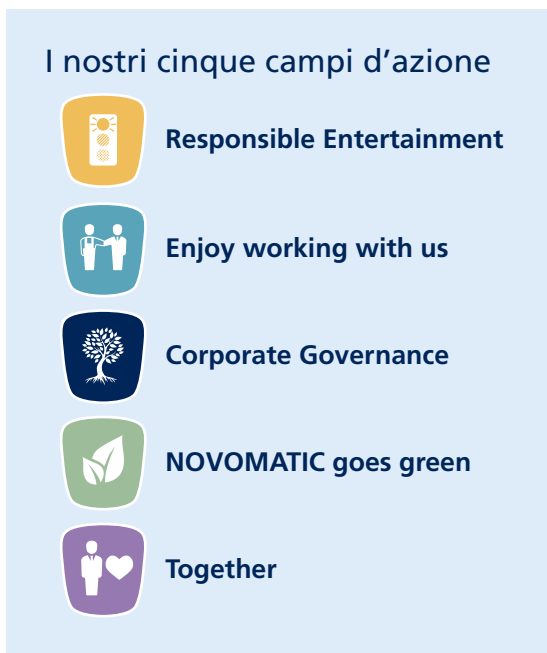 I nostri cinque campi d’azione
Responsible Entertainment
Enjoy working with us
Corporate Governance
NOVOMATIC goes green
Together